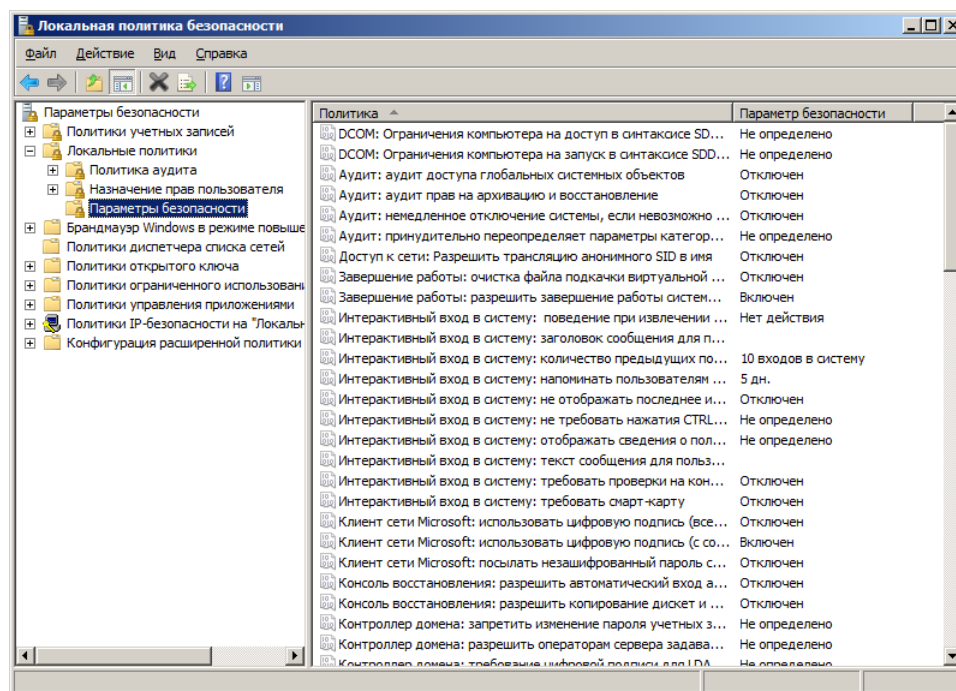 Локальная политика безопасности
Файл Действие Вид Справка
Параметры безопасности
Политики учетных записей
Локальные политики
Политика аудита
Назначение прав пользователя
Параметры безопасности
Брандмауэр Windows в режиме повыше
Политики диспетчера списка сетей
Политики открытого ключа
Политики ограниченного использован
Политики управления приложениями
Политики IP-безопасности на "Локальн
Конфигурация расширенной политики
Политика Параметр безопасности
DCOM: Ограничения компьютера на доступ в синтаксисе SD... Не определено
DCOM: Ограничения компьютера на запуск в синтаксисе SDD... Не определено
Аудит: аудит доступа глобальных системных объектов Отключен
Аудит: аудит прав на архивацию и восстановление Отключен
Аудит: немедленное отключение системы, если невозможно ... Отключен
Аудит: принудительно переопределяет параметры категор... Не определено
Доступ к сети: Разрешить трансляцию анонимного SID в имя Отключен
Завершение работы: очистка файла подкачки виртуальной ... Отключен
Завершение работы: разрешить завершение работы систем... Включен
Интерактивный вход в систему: поведение при извлечении ... Нет действия
Интерактивный вход в систему: заголовок сообщения для п...
Интерактивный вход в систему: количество предыдущих по... 10 входов в систему
Интерактивный вход в систему: напоминать пользователям ... 5 дн.
Интерактивный вход в систему: не отображать последнее и... Отключен
Интерактивный вход в систему: не требовать нажатия CTRL... Не определено
Интерактивный вход в систему: отображать сведения о пол... Не определено
Интерактивный вход в систему: текст сообщения для польз...
Интерактивный вход в систему: требовать проверки на кон... Отключен
Интерактивный вход в систему: требовать смарт-карту Отключен
Клиент сети Microsoft: использовать цифровую подпись (все... Отключен
Клиент сети Microsoft: использовать цифровую подпись (с со... Включен
Клиент сети Microsoft: посылать незашифрованный пароль с... Отключен
Консоль восстановления: разрешить автоматический вход а... Отключен
Консоль восстановления: разрешить копирование дискет и ... Отключен
Контроллер домена: запретить изменение пароля учетных з... Не определено
Контроллер домена: разрешить операторам сервера задава... Не определено
Контроллер домена: требование цифровой подписи для LDA... Не определено